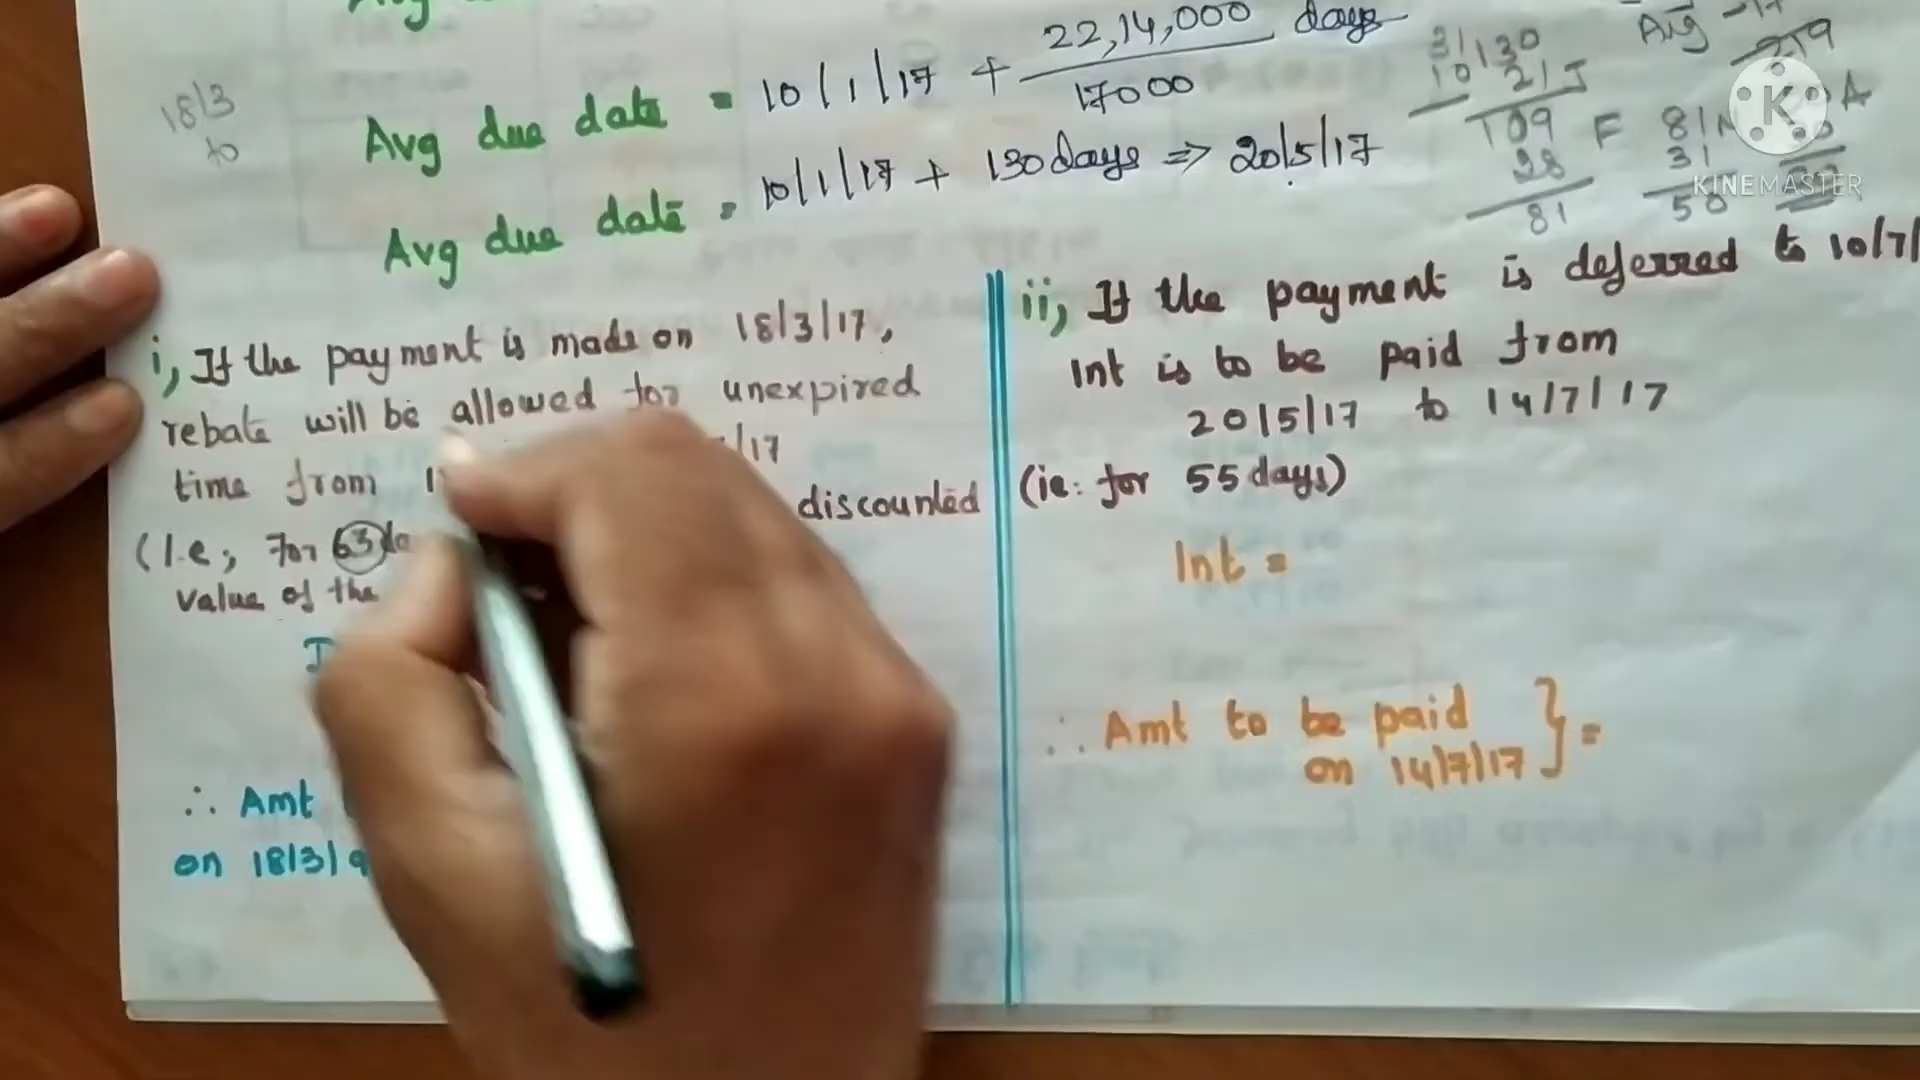 22,14,000 days
Avg due date = 10/1/17 + 17000
Avg due date = 10/1/17 + 130 days => 20/5/17
18/3
to
31
10
130
21 J
109
28 F
81
81
31
50
Avg
219
A
KINEMASTER
i, If the payment is made on 18/3/17,
rebate will be allowed for unexpired
time from /17
(I.e; for 63 discounted
value of the
∴ Amt
on 18/3/9
ii, If the payment is deferred to 10/7/
Int is to be paid from
20/5/17 to 14/7/17
(ie: for 55 days)
Int =
∴ Amt to be paid } =
on 14/7/17